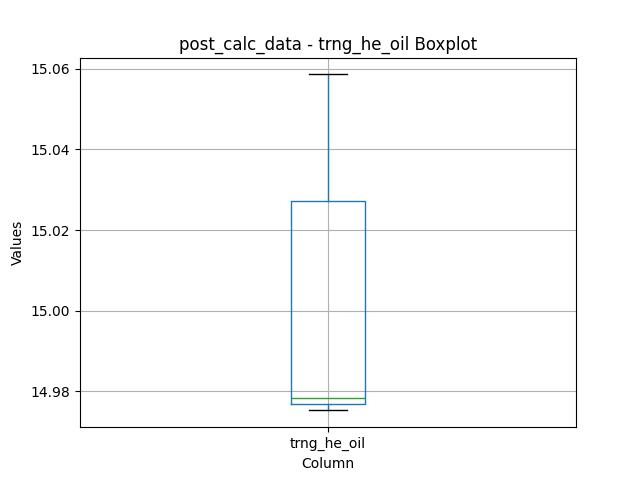 post_calc_data - trng_he_oil Boxplot
15.06
15.04
15.02
15.00
14.98
Values
trng_he_oil
Column